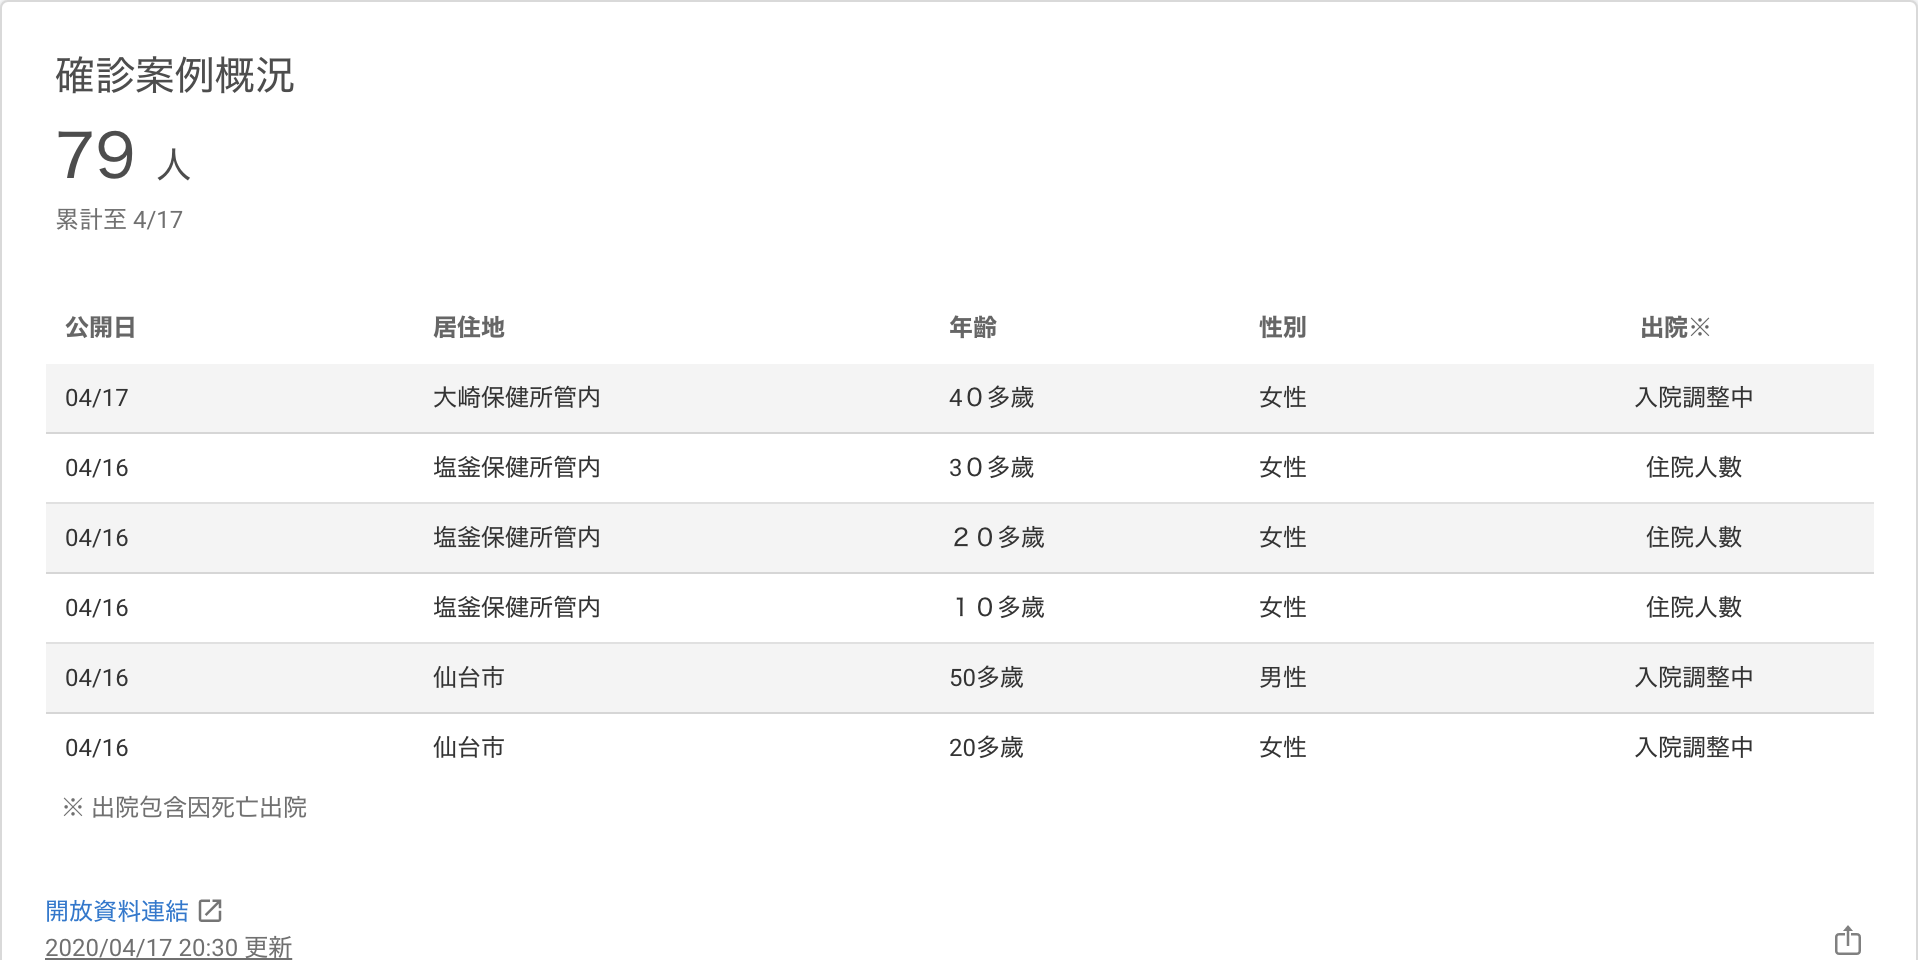 確診案例概況
79 人
累計至 4/17
公開日 居住地 年齡 性別 出院※
04/17 大崎保健所管内 4０多歲 女性 入院調整中
04/16 塩釜保健所管内 3０多歲 女性 住院人數
04/16 塩釜保健所管内 ２０多歲 女性 住院人數
04/16 塩釜保健所管内 １０多歲 女性 住院人數
04/16 仙台市 50多歲 男性 入院調整中
04/16 仙台市 20多歲 女性 入院調整中
※ 出院包含因死亡出院
開放資料連結
2020/04/17 20:30 更新